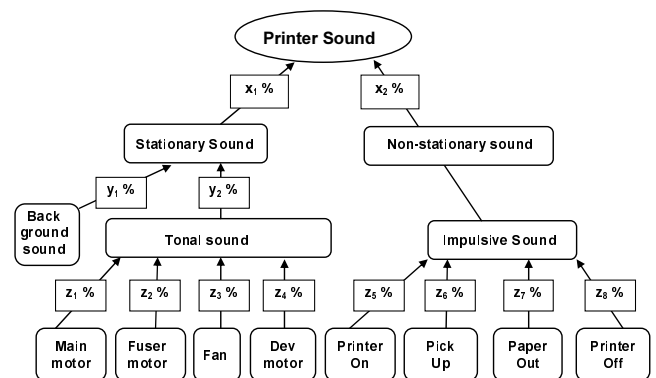 Printer Sound
x₁ %
x₂ %
Stationary Sound
Non-stationary sound
y₁ %
y₂ %
Back
ground
sound
Tonal sound
Impulsive Sound
z₁ %
z₂ %
z₃ %
z₄ %
z₅ %
z₆ %
z₇ %
z₈ %
Main
motor
Fuser
motor
Fan
Dev
motor
Printer
On
Pick
Up
Paper
Out
Printer
Off